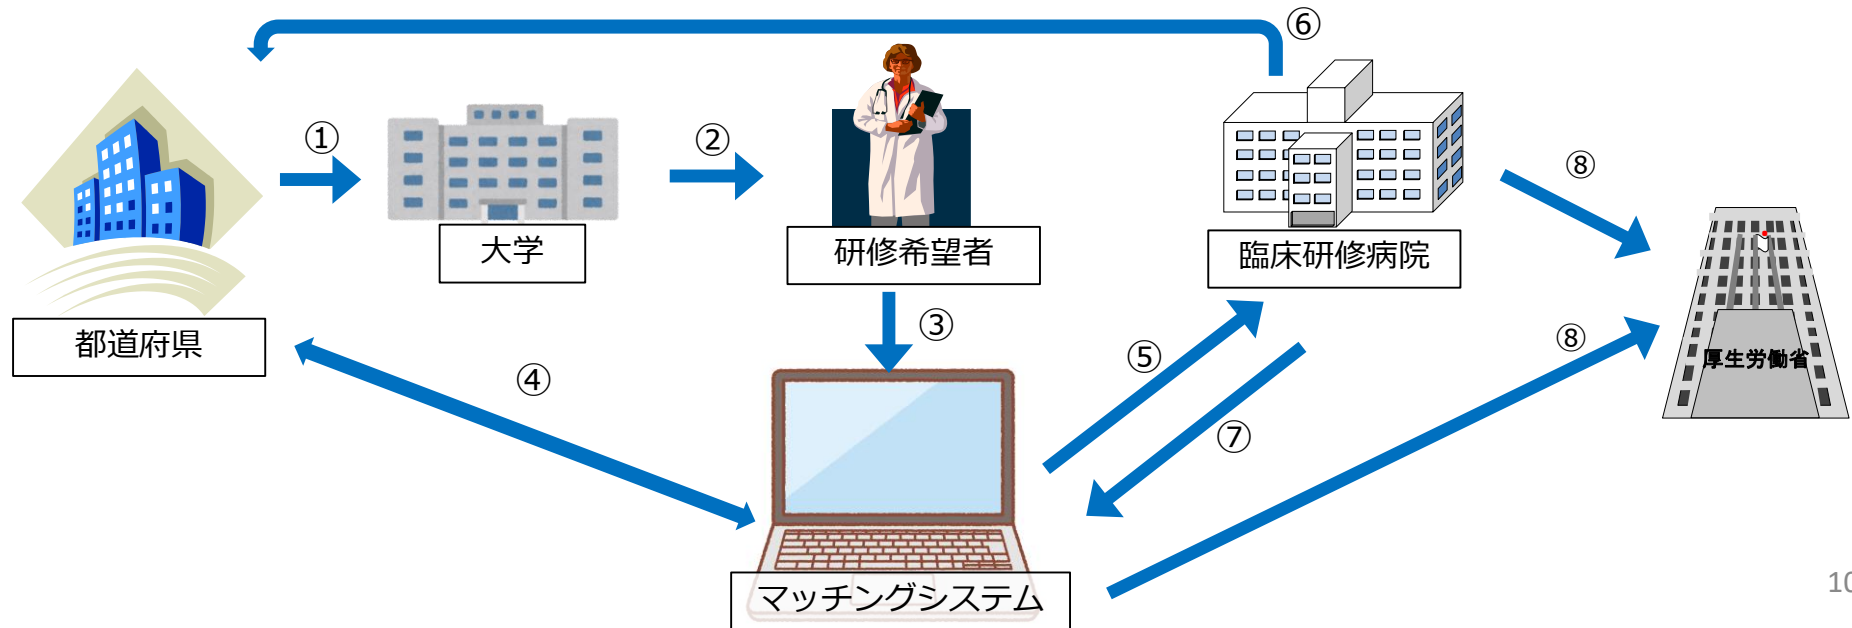 ⑥
①
②
⑧
大学
研修希望者
臨床研修病院
都道府県
③
④
⑤
⑧
厚生労働省
⑦
マッチングシステム
10